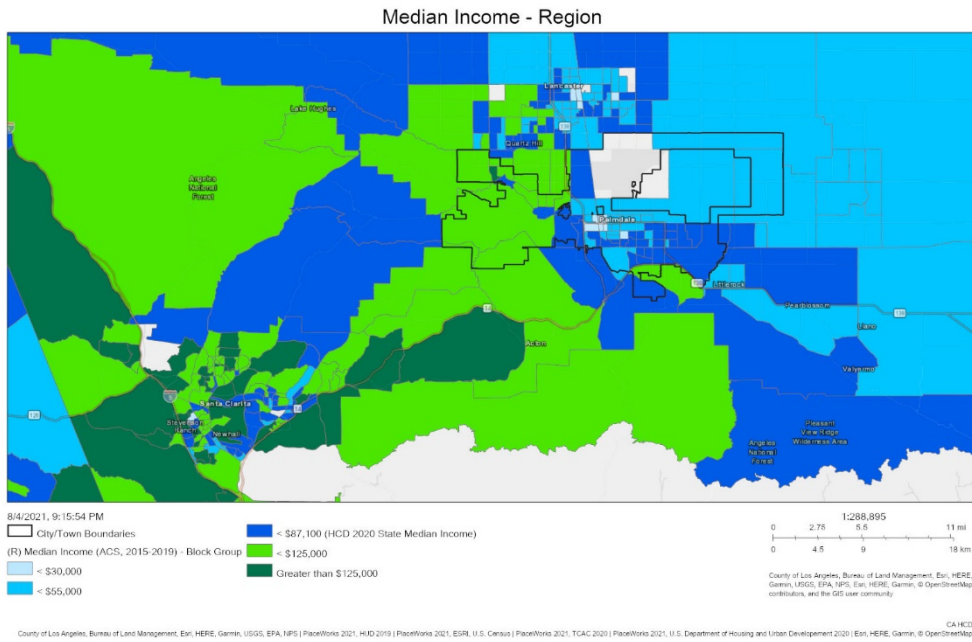 Median Income - Region
Lancaster
Lake Hughes
138
Quartz Hill
Angeles
National
Forest
Palmdale
138
Littlerock
Pearblossom
14
138
Llano
Acton
Valyermo
5
Santa Clarita
14
126
Stevenson
Ranch
Newhall
Pleasant
View Ridge
Wilderness Area
Angeles
National
Forest
8/4/2021, 9:15:54 PM
City/Town Boundaries
(R) Median Income (ACS, 2015-2019) - Block Group
< $30,000
< $55,000
< $87,100 (HCD 2020 State Median Income)
< $125,000
Greater than $125,000
1:288,895
0 2.75 5.5 11 mi
0 4.5 9 18 km
County of Los Angeles, Bureau of Land Management, Esri, HERE,
Garmin, USGS, EPA, NPS, Esri, HERE, Garmin, © OpenStreetMap
contributors, and the GIS user community
CA HCD
County of Los Angeles, Bureau of Land Management, Esri, HERE, Garmin, USGS, EPA, NPS | PlaceWorks 2021, HUD 2019 | PlaceWorks 2021, ESRI, U.S. Census | PlaceWorks 2021, TCAC 2020 | PlaceWorks 2021, U.S. Department of Housing and Urban Development 2020 | Esri, HERE, Garmin, © OpenStreetMap